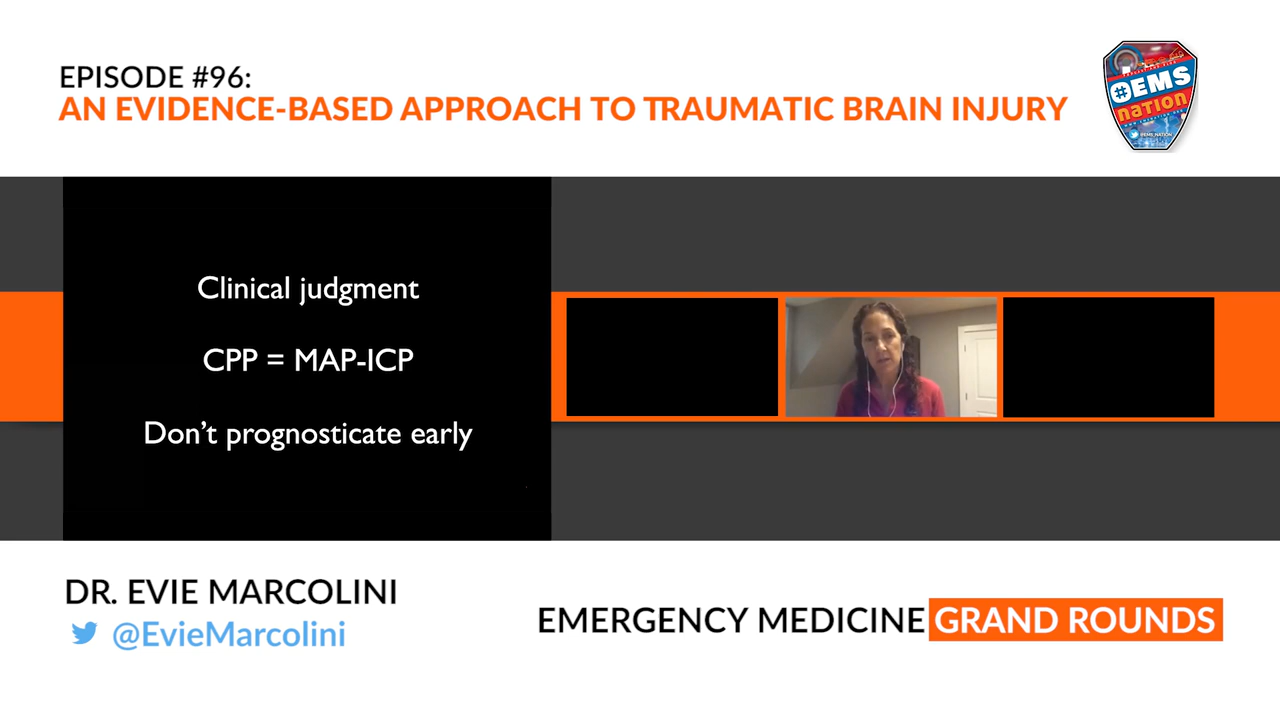 EPISODE #96:
AN EVIDENCE-BASED APPROACH TO TRAUMATIC BRAIN INJURY
#EMS
nation
@EMS_NATION
Clinical judgment
CPP = MAP-ICP
Don't prognosticate early
DR. EVIE MARCOLINI
@EvieMarcolini
EMERGENCY MEDICINE GRAND ROUNDS